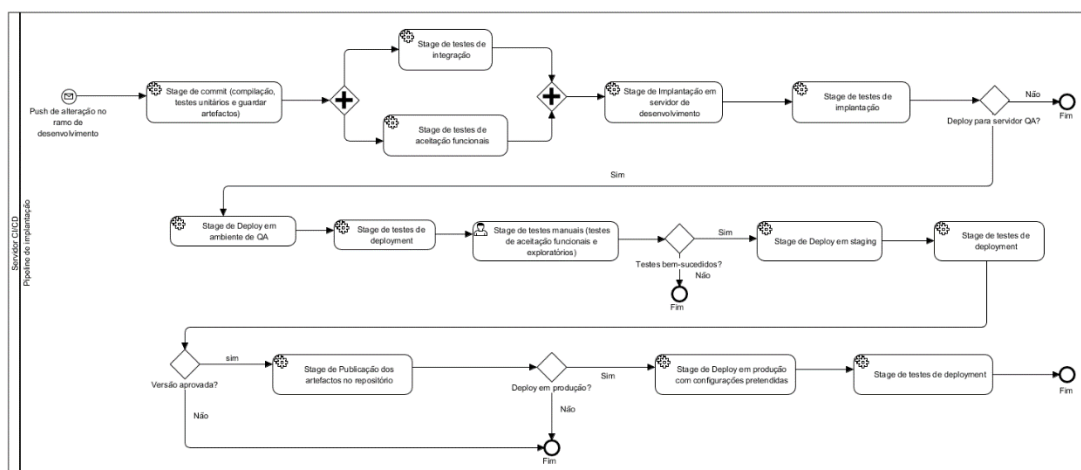 Servidor CI/CD
Pipeline de implantação
Push de alteração no
ramo de
desenvolvimento
Stage de commit (compilação,
testes unitários e guardar
artefactos)
Stage de testes de
integração
Stage de testes de
aceitação funcionais
Stage de Implantação em
servidor de
desenvolvimento
Stage de testes de
implantação
Deploy para servidor QA?
Não
Fim
Sim
Stage de Deploy em
ambiente de QA
Stage de testes de
deployment
Stage de testes manuais (testes
de aceitação funcionais e
exploratórios)
Testes bem-sucedidos?
Sim
Não
Fim
Stage de Deploy em staging
Stage de testes de
deployment
Versão aprovada?
sim
Não
Stage de Publicação dos
artefactos no repositório
Deploy em produção?
Sim
Não
Fim
Stage de Deploy em produção
com configurações pretendidas
Stage de testes de deployment
Fim